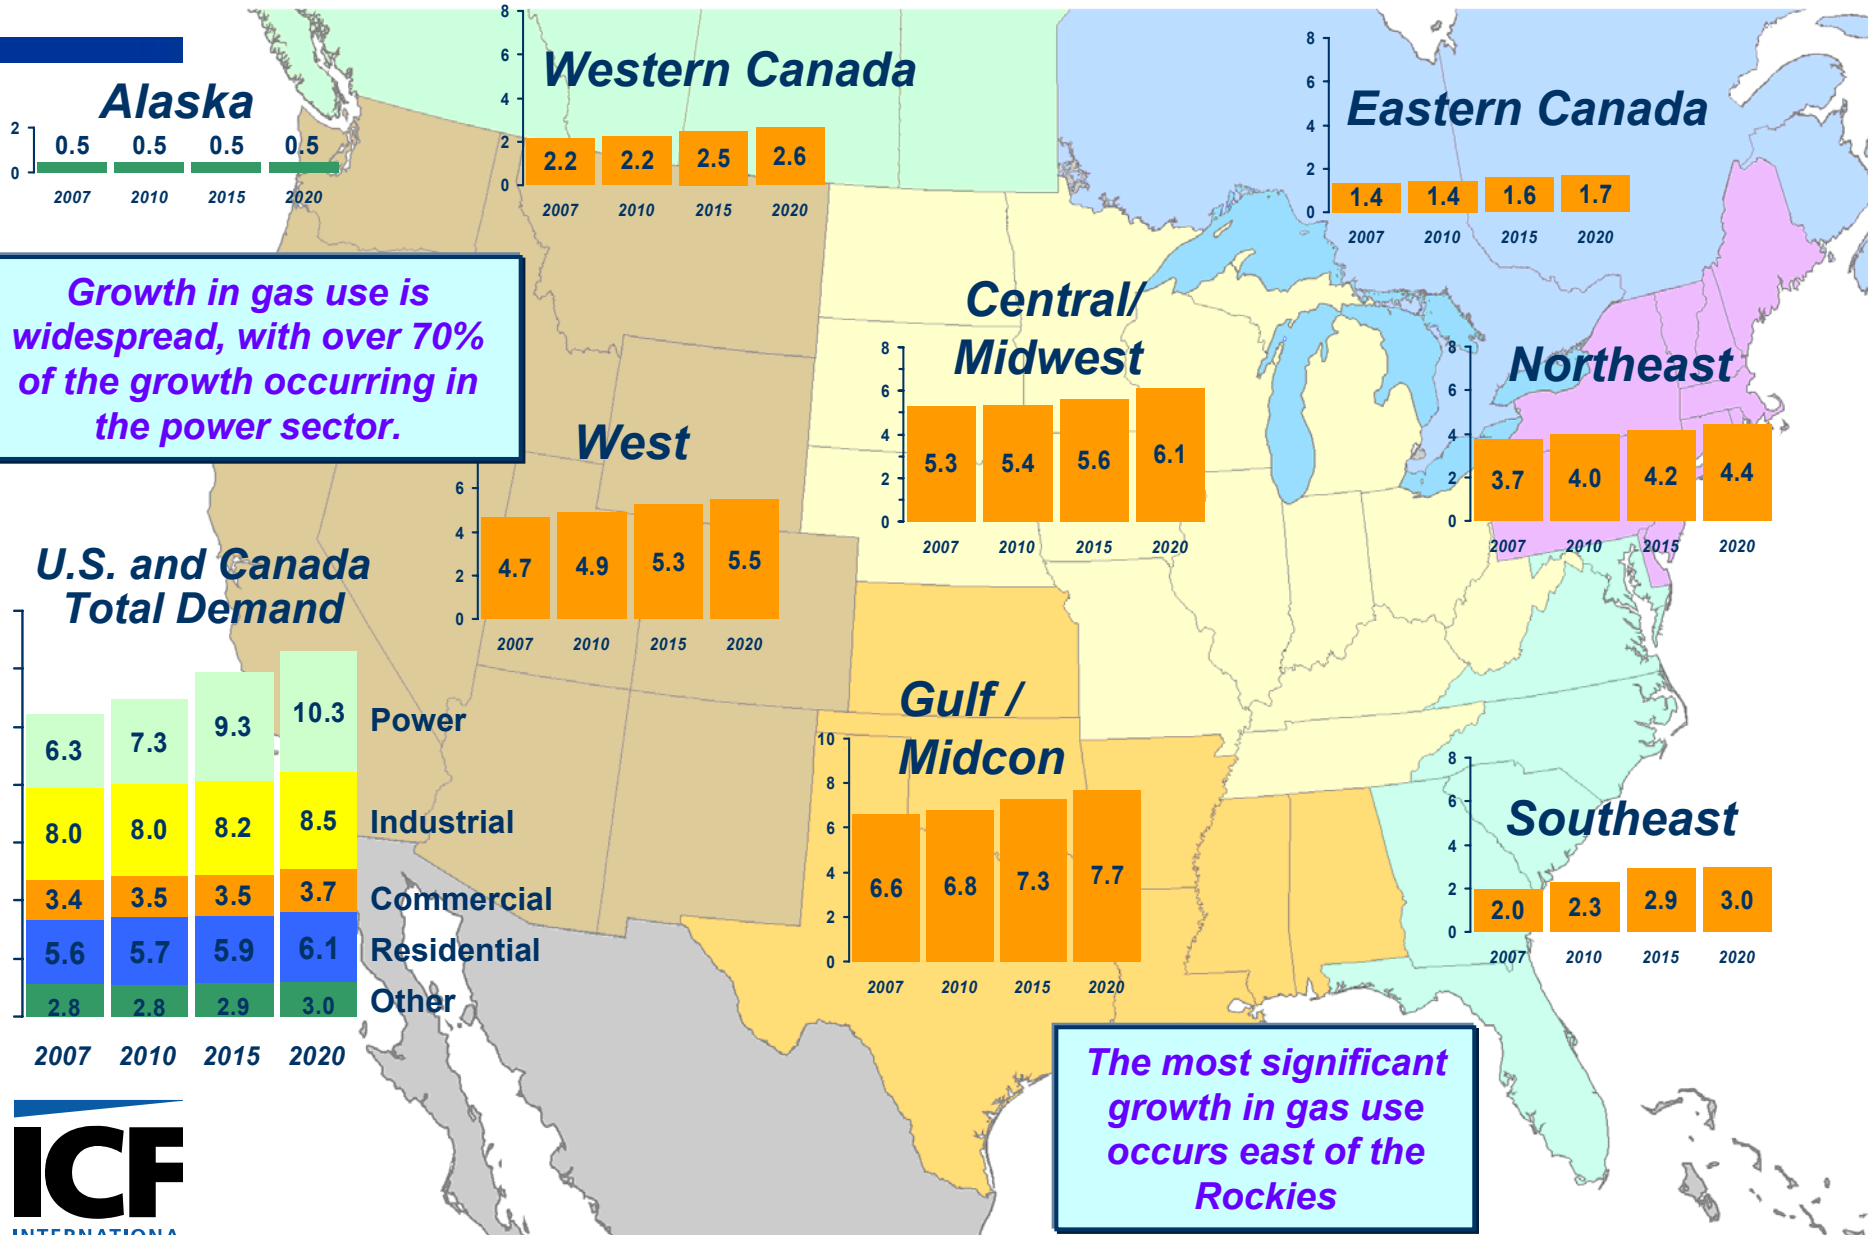 Alaska
2
0
0.5 0.5 0.5 0.5
2007 2010 2015 2020
Western Canada
8
6
4
2
0
2.2 2.2 2.5 2.6
2007 2010 2015 2020
Eastern Canada
8
6
4
2
0
1.4 1.4 1.6 1.7
2007 2010 2015 2020
Growth in gas use is
widespread, with over 70%
of the growth occurring in
the power sector.
Central/
Midwest
8
6
4
2
0
5.3 5.4 5.6 6.1
2007 2010 2015 2020
Northeast
8
6
4
2
0
3.7 4.0 4.2 4.4
2007 2010 2015 2020
West
6
4
2
0
4.7 4.9 5.3 5.5
2007 2010 2015 2020
U.S. and Canada
Total Demand
6.3 7.3 9.3 10.3 Power
8.0 8.0 8.2 8.5 Industrial
3.4 3.5 3.5 3.7 Commercial
5.6 5.7 5.9 6.1 Residential
2.8 2.8 2.9 3.0 Other
2007 2010 2015 2020
Gulf /
Midcon
10
8
6
4
2
0
6.6 6.8 7.3 7.7
2007 2010 2015 2020
Southeast
8
6
4
2
0
2.0 2.3 2.9 3.0
2007 2010 2015 2020
The most significant
growth in gas use
occurs east of the
Rockies
ICF
INTERNATIONA